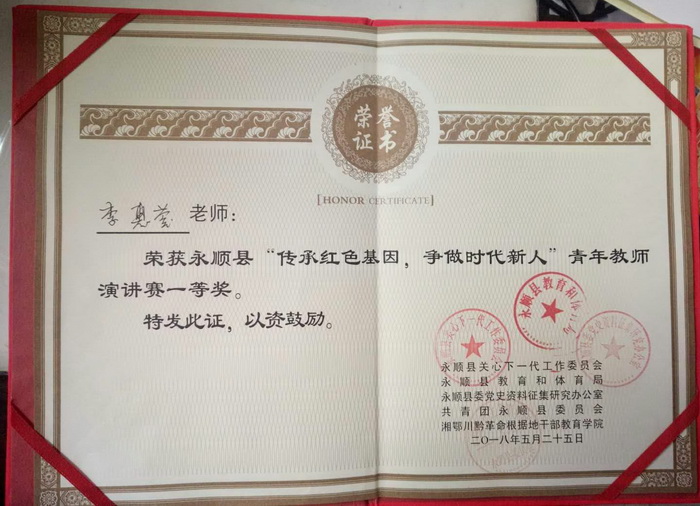 荣誉
证书
[HONOR CERTIFICATE]
李惠莹 老师：
荣获永顺县“传承红色基因，争做时代新人”青年教师
演讲赛一等奖。
特发此证，以资鼓励。
永顺县教育和
永顺县关心下一代工作委员会
永顺县教育和体育局
永顺县委党史资料征集研究办公室
共青团永顺县委员会
湘鄂川黔革命根据地干部教育学院
二〇一八年五月二十五日